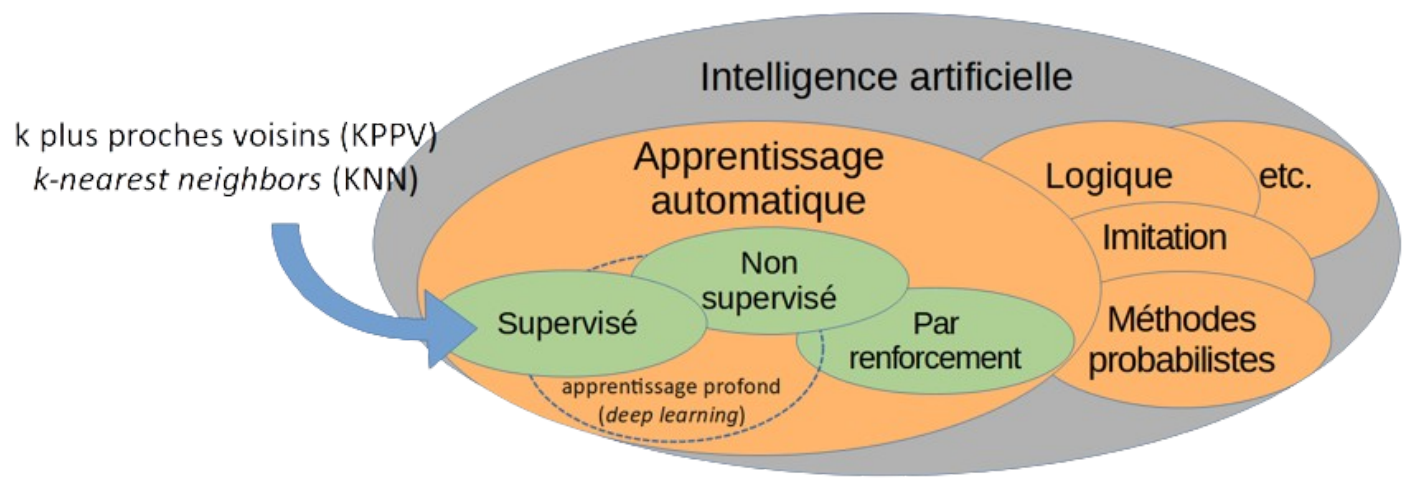 Intelligence artificielle
k plus proches voisins (KPPV)
k-nearest neighbors (KNN)
Apprentissage
automatique
Logique
etc.
Imitation
Non
supervisé
Supervisé
Par
renforcement
Méthodes
probabilistes
apprentissage profond
(deep learning)